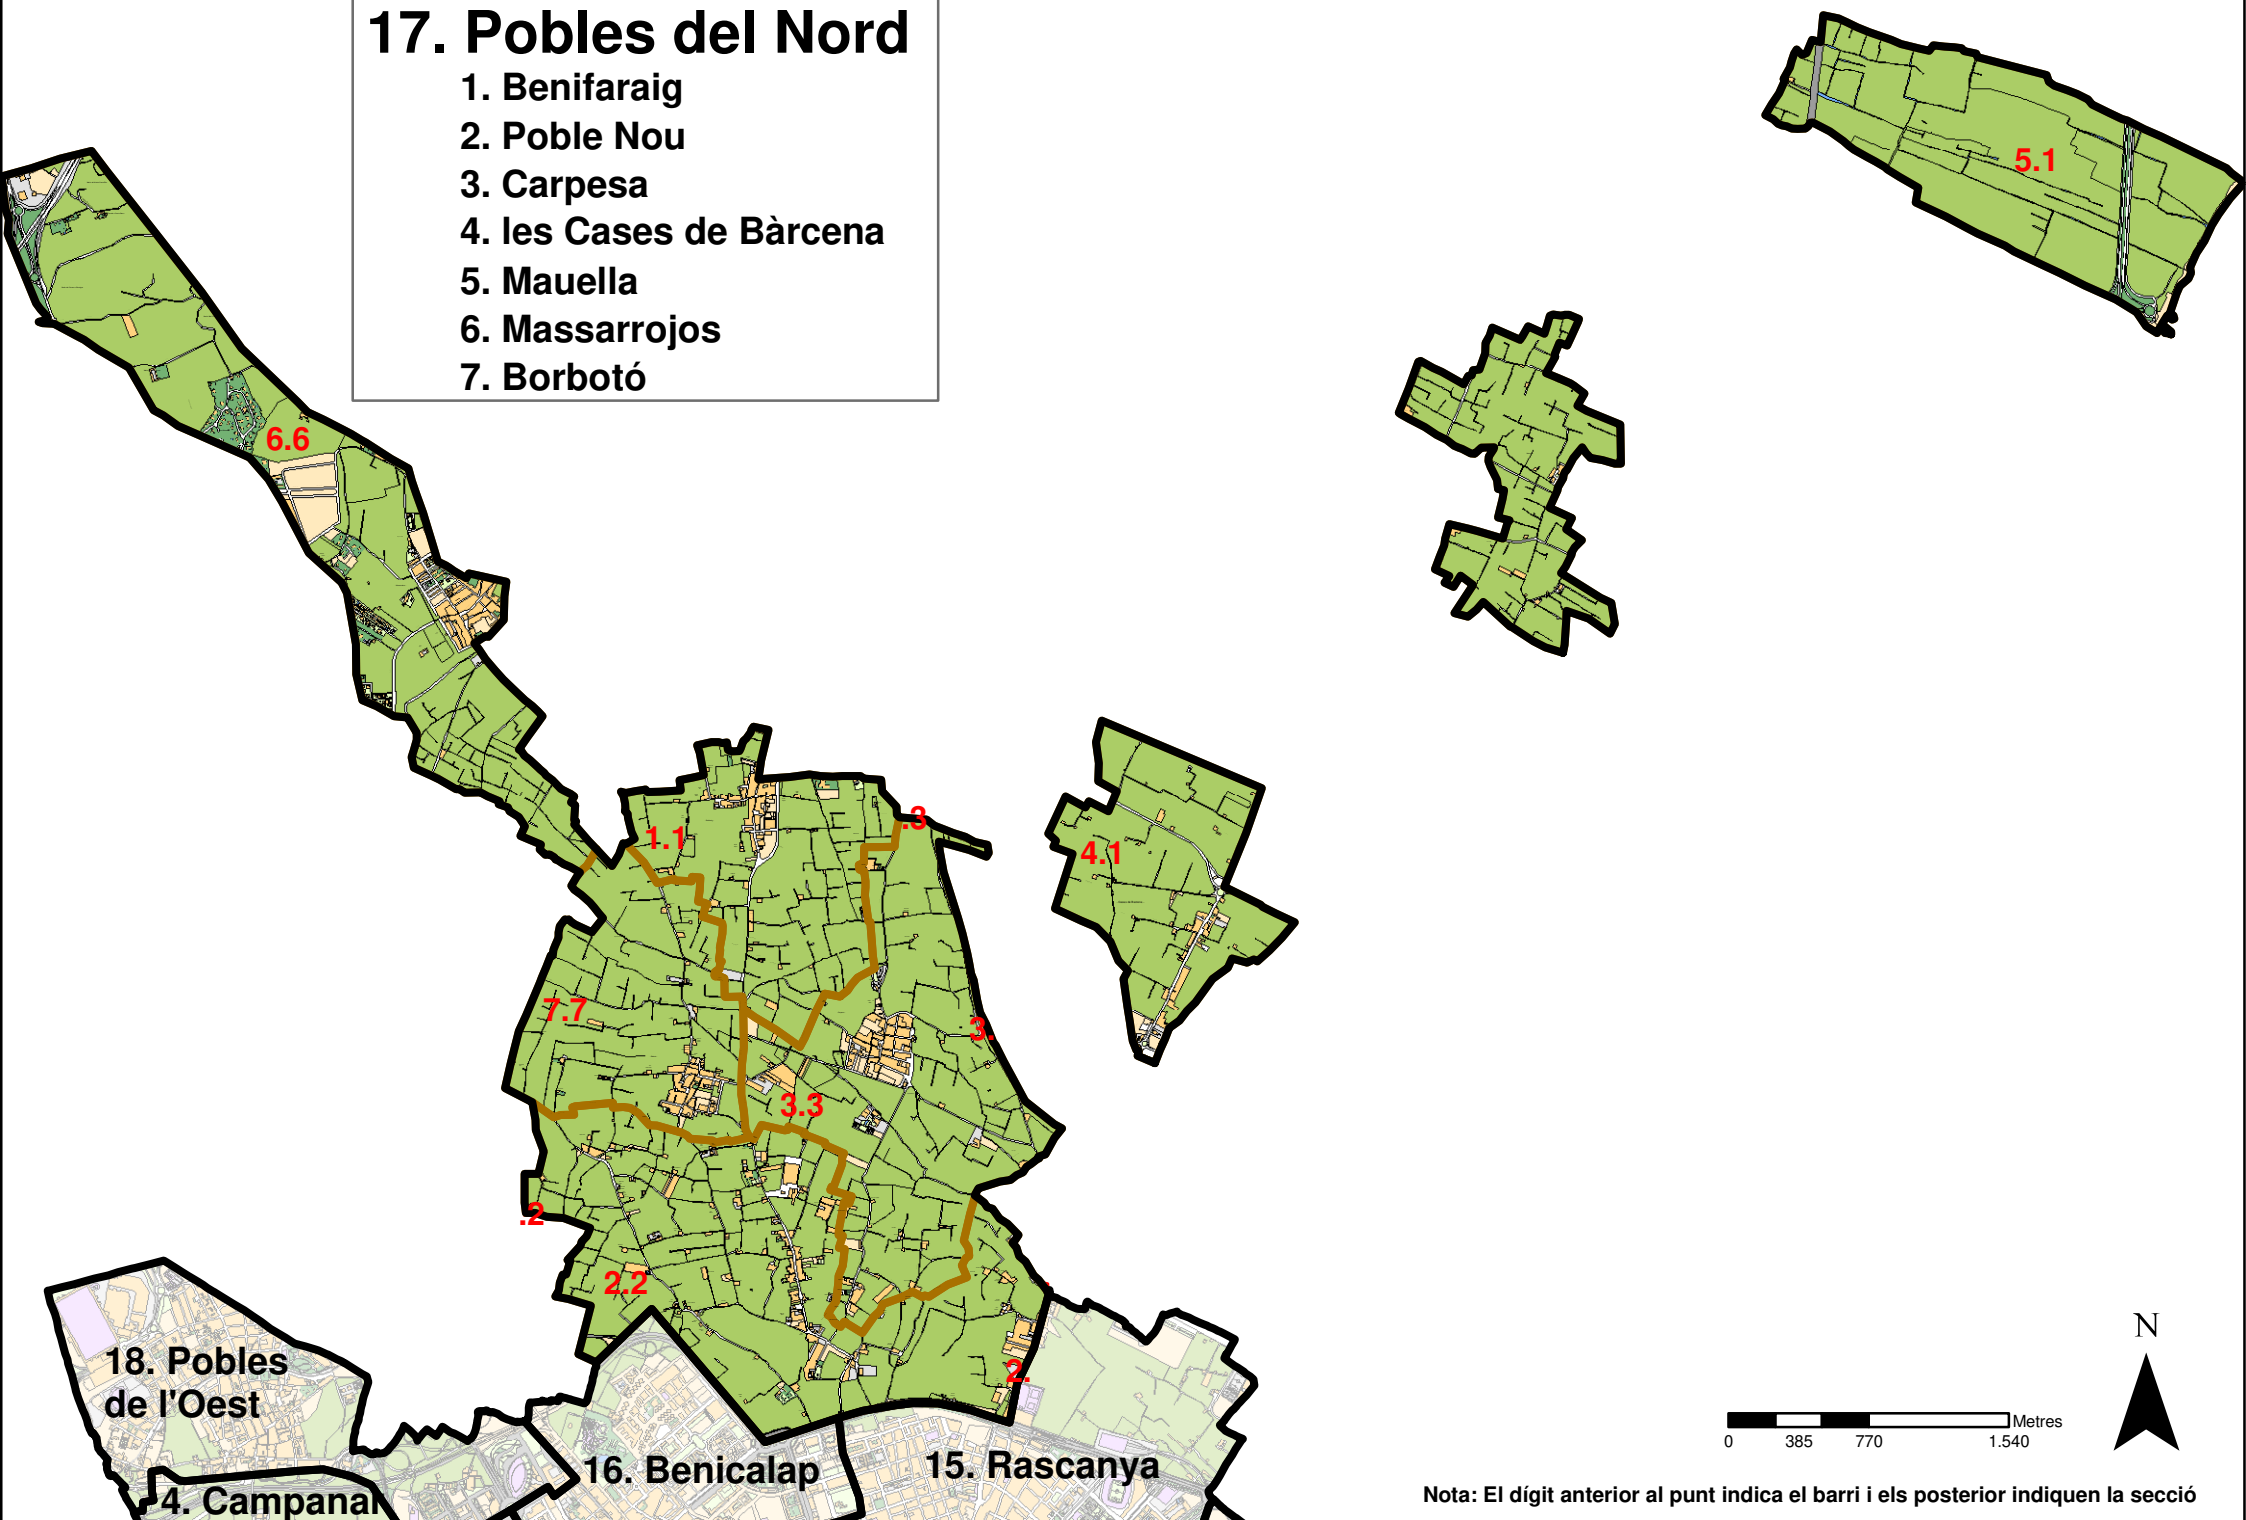 17. Pobles del Nord
1. Benifaraig
2. Poble Nou
3. Carpesa
4. les Cases de Bàrcena
5. Mauella
6. Massarrojos
7. Borbotó
5.1
6.6
1.1
.3
4.1
7.7
3.
3.3
.2
2.2
2.
18. Pobles
de l'Oest
4. Campanar
16. Benicalap
15. Rascanya
N
Metres
0 385 770 1.540
Nota: El dígit anterior al punt indica el barri i els posterior indiquen la secció